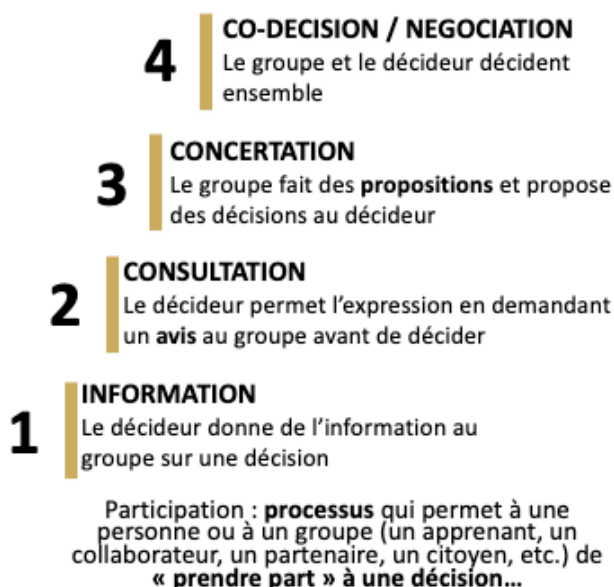 4
CO-DECISION / NEGOCIATION
Le groupe et le décideur décident
ensemble
3
CONCERTATION
Le groupe fait des propositions et propose
des décisions au décideur
2
CONSULTATION
Le décideur permet l’expression en demandant
un avis au groupe avant de décider
1
INFORMATION
Le décideur donne de l’information au
groupe sur une décision
Participation : processus qui permet à une
personne ou à un groupe (un apprenant, un
collaborateur, un partenaire, un citoyen, etc.) de
« prendre part » à une décision…